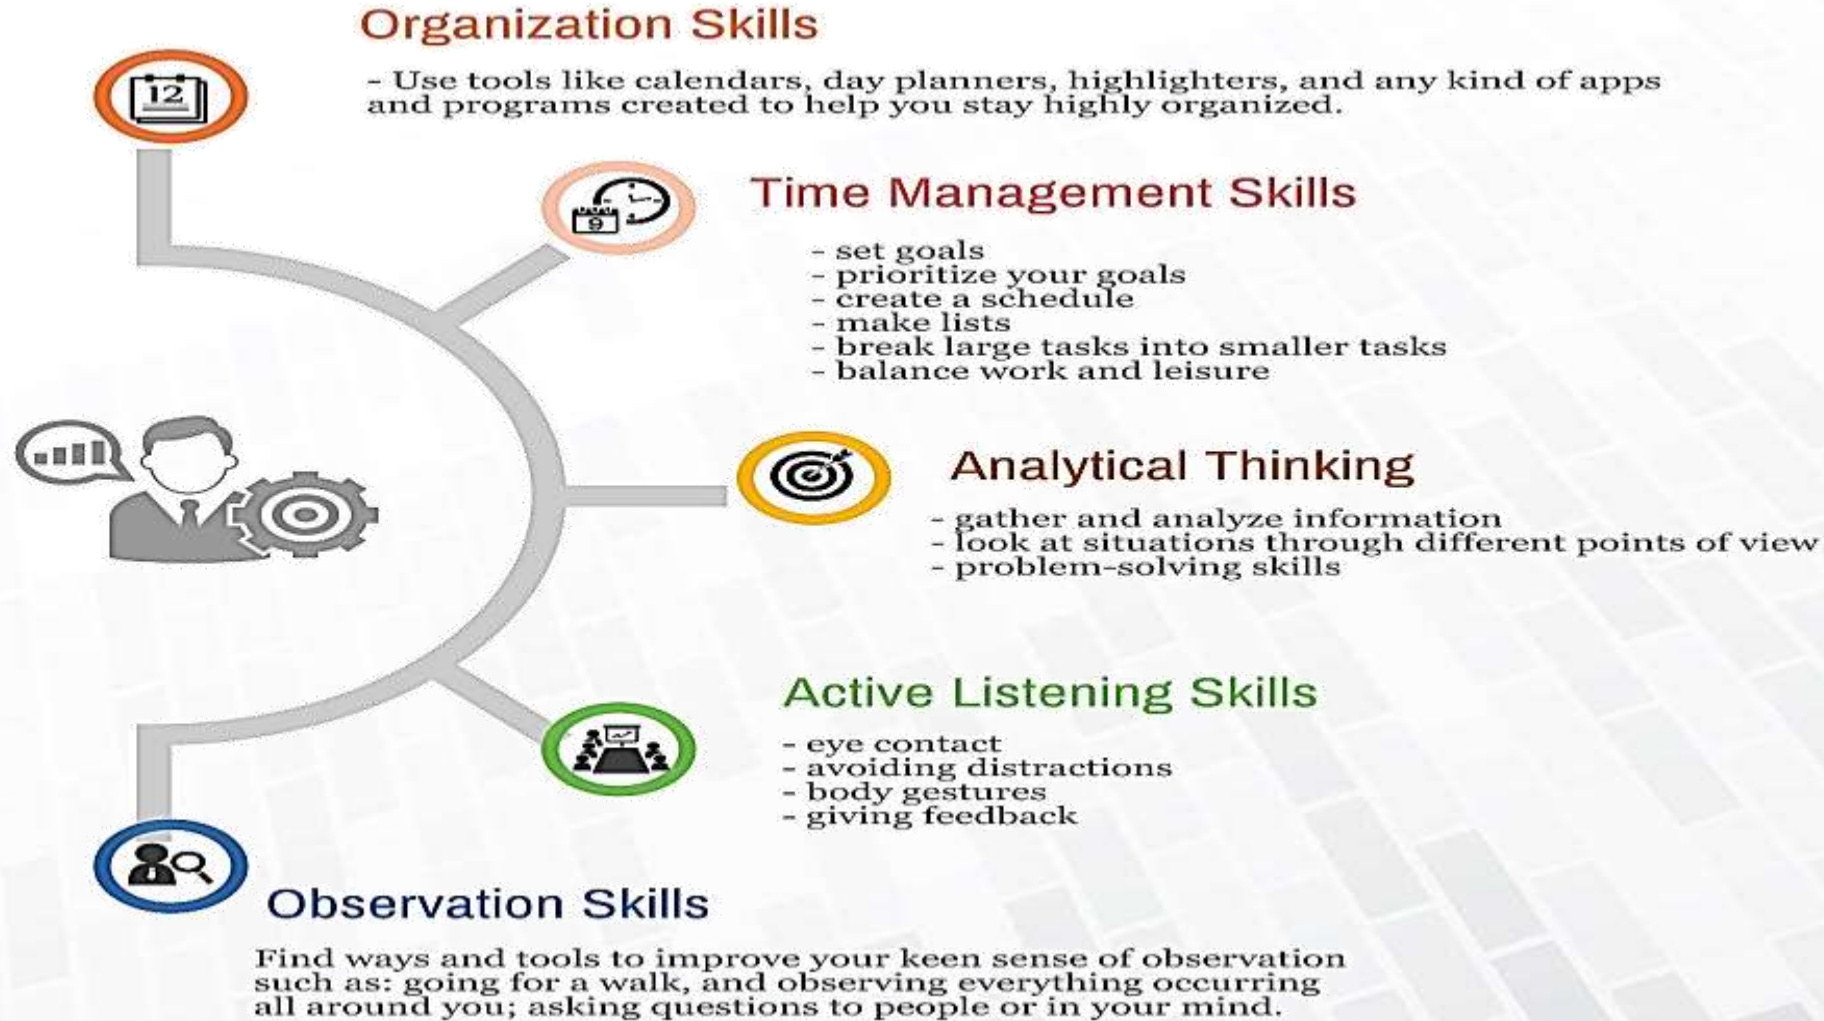 Organization Skills
- Use tools like calendars, day planners, highlighters, and any kind of apps
and programs created to help you stay highly organized.
12
Time Management Skills
9
- set goals
- prioritize your goals
- create a schedule
- make lists
- break large tasks into smaller tasks
- balance work and leisure
Analytical Thinking
- gather and analyze information
- look at situations through different points of view
- problem-solving skills
Active Listening Skills
- eye contact
- avoiding distractions
- body gestures
- giving feedback
Observation Skills
Find ways and tools to improve your keen sense of observation
such as: going for a walk, and observing everything occurring
all around you; asking questions to people or in your mind.